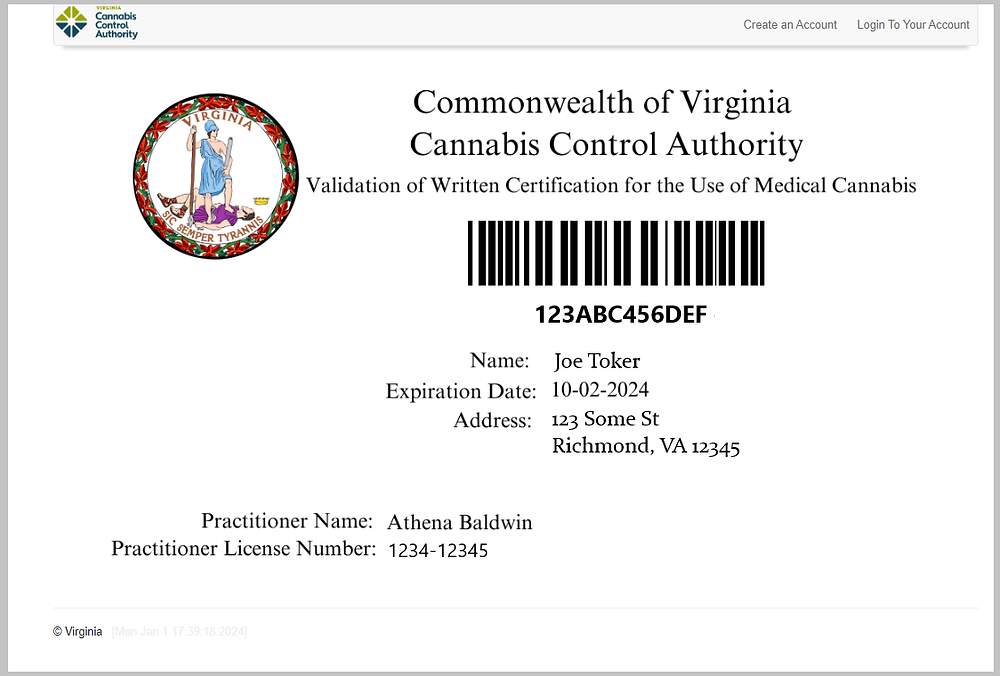 VIRGINIA
Cannabis
Control
Authority
Create an Account Login To Your Account
VIRGINIA
SIC SEMPER TYRANNIS
Commonwealth of Virginia
Cannabis Control Authority
Validation of Written Certification for the Use of Medical Cannabis
123ABC456DEF
Name: Joe Toker
Expiration Date: 10-02-2024
Address: 123 Some St
Richmond, VA 12345
Practitioner Name: Athena Baldwin
Practitioner License Number: 1234-12345
© Virginia [Mon Jan 1 17:39:18 2024]